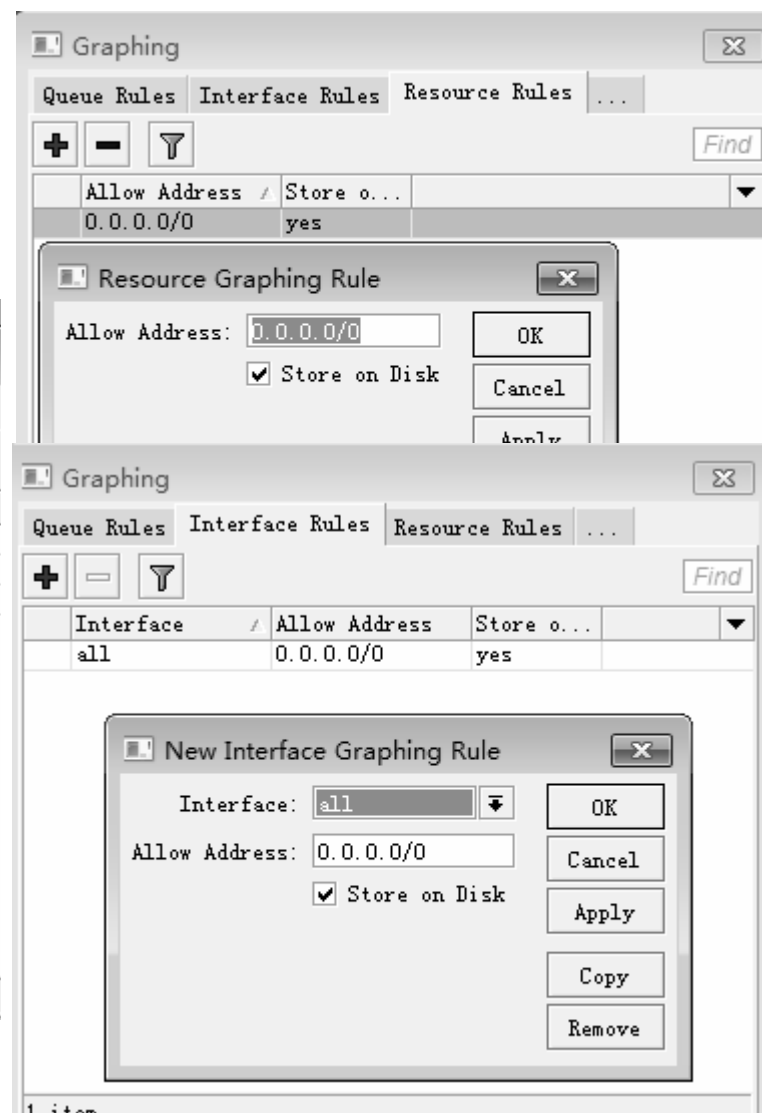 Graphing
Queue Rules Interface Rules Resource Rules ...
Find
Allow Address Store o...
0.0.0.0/0 yes
Resource Graphing Rule
Allow Address: 0.0.0.0/0 OK
Store on Disk
Cancel
Apply
Graphing
Queue Rules Interface Rules Resource Rules ...
Find
Interface Allow Address Store o...
all 0.0.0.0/0 yes
New Interface Graphing Rule
Interface: all OK
Allow Address: 0.0.0.0/0 Cancel
Store on Disk
Apply
Copy
Remove
1 item